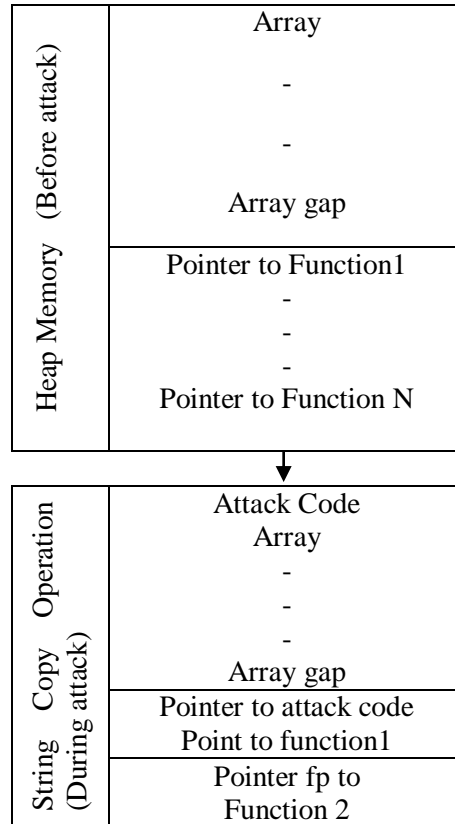 Heap Memory (Before attack)
Array
-
-
Array gap
Pointer to Function1
-
-
-
Pointer to Function N
String Copy Operation
(During attack)
Attack Code
Array
-
-
-
Array gap
Pointer to attack code
Point to function1
Pointer fp to
Function 2